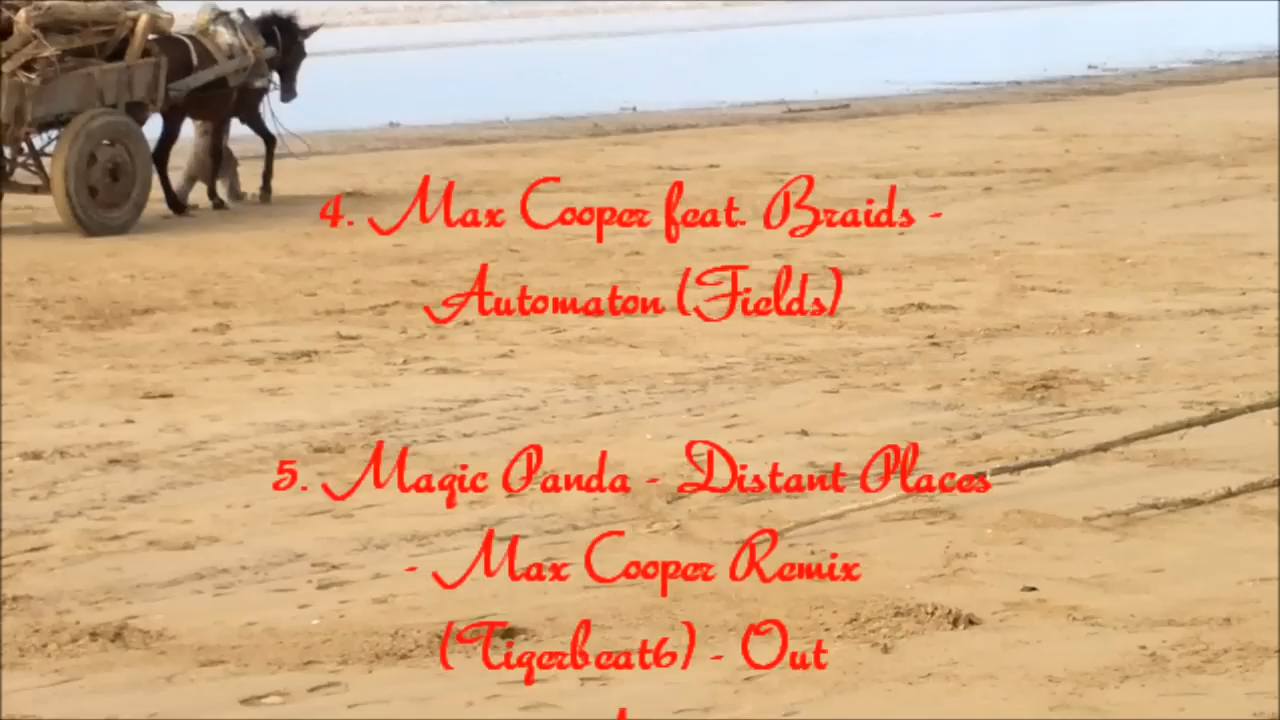 4. Max Cooper feat. Braids -
Automaton (Fields)
5. Magic Panda - Distant Places
- Max Cooper Remix
(Tigerbeat6) - Out